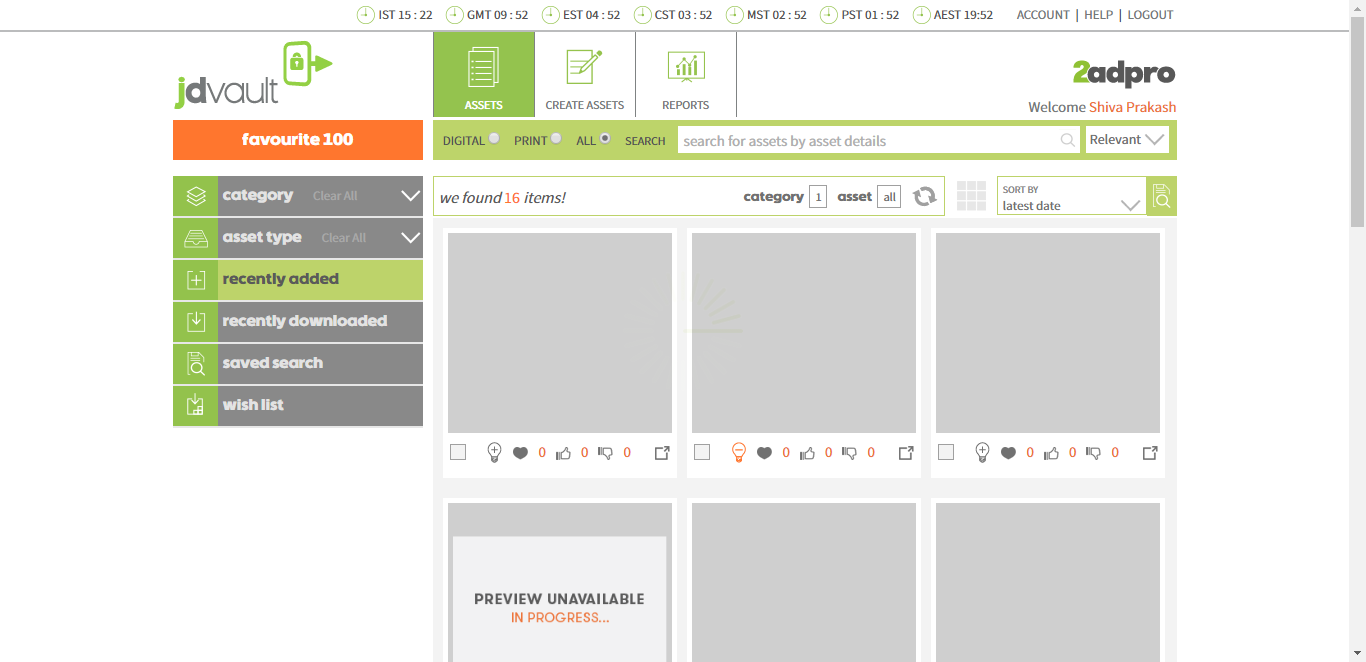 IST 15 : 22 GMT 09 : 52 EST 04 : 52 CST 03 : 52 MST 02 : 52 PST 01 : 52 AEST 19:52 ACCOUNT | HELP | LOGOUT
jdvault
ASSETS
CREATE ASSETS
REPORTS
2adpro
Welcome Shiva Prakash
favourite 100
DIGITAL PRINT ALL SEARCH search for assets by asset details Relevant
category Clear All
asset type Clear All
recently added
recently downloaded
saved search
wish list
we found 16 items! category 1 asset all
SORT BY
latest date
0 0 0
0 0 0
0 0 0
PREVIEW UNAVAILABLE
IN PROGRESS...